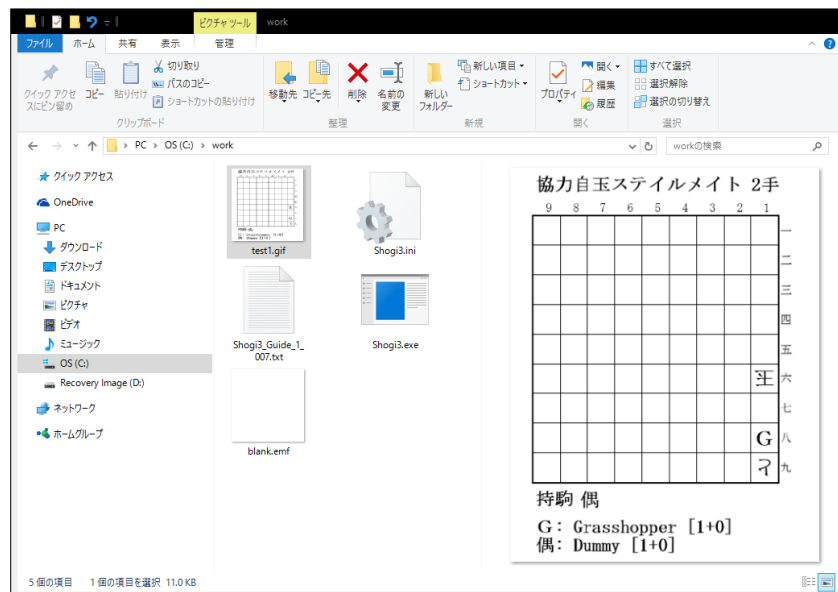 ピクチャ ツール
work
ファイル
ホーム
共有
表示
管理
クイック アクセスにピン留め
コピー
貼り付け
切り取り
パスのコピー
ショートカットの貼り付け
移動先
コピー先
削除
名前の変更
新しいフォルダー
新しい項目
ショートカット
プロパティ
開く
編集
履歴
すべて選択
選択解除
選択の切り替え
クリップボード
整理
新規
開く
選択
PC
OS (C:)
work
workの検索
クイック アクセス
OneDrive
PC
ダウンロード
デスクトップ
ドキュメント
ピクチャ
ビデオ
ミュージック
OS (C:)
Recovery Image (D:)
ネットワーク
ホームグループ
test1.gif
Shogi3.ini
Shogi3_Guide_1_
007.txt
Shogi3.exe
blank.emf
協力自玉ステイルメイト 2手
9 8 7 6 5 4 3 2 1
一
二
三
四
五
六
七
G 八
九
持駒 偶
G: Grasshopper [1+0]
偶: Dummy [1+0]
5 個の項目
1 個の項目を選択 11.0 KB